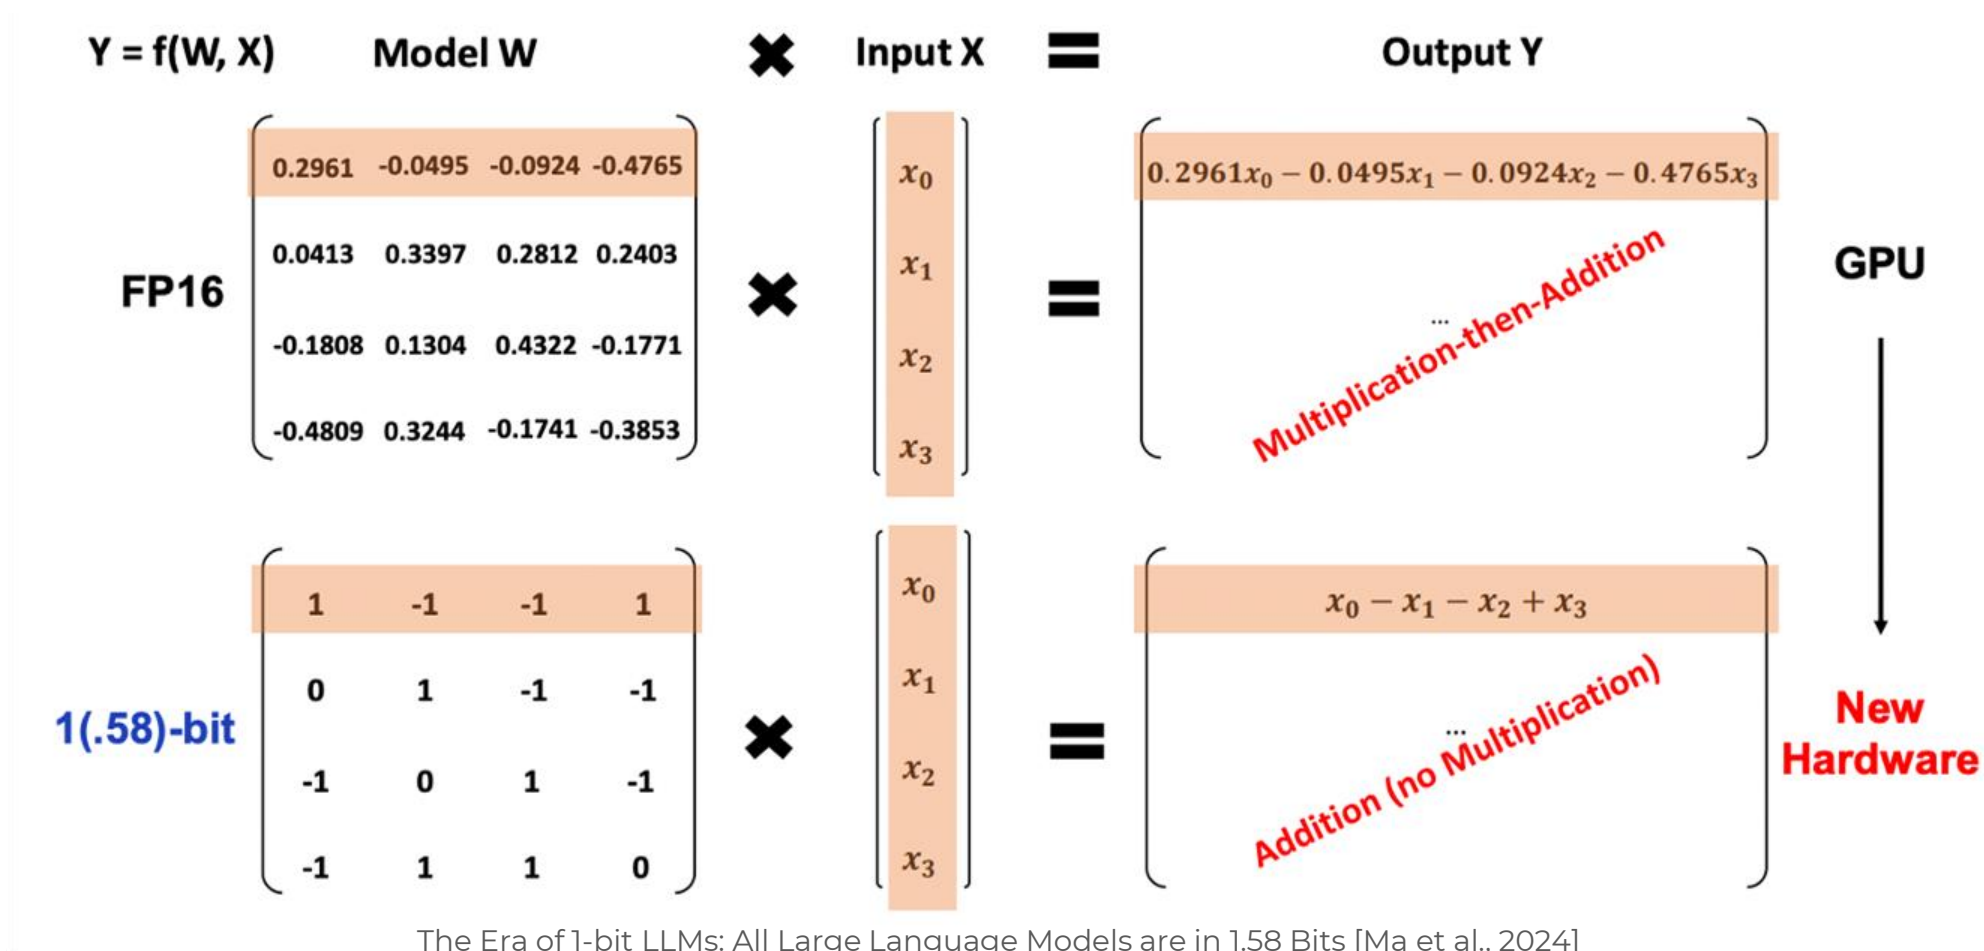 Y = f(W, X) Model W ✖ Input X = Output Y
FP16
0.2961 -0.0495 -0.0924 -0.4765
0.0413 0.3397 0.2812 0.2403
-0.1808 0.1304 0.4322 -0.1771
-0.4809 0.3244 -0.1741 -0.3853
✖
x₀
x₁
x₂
x₃
=
0.2961x₀ − 0.0495x₁ − 0.0924x₂ − 0.4765x₃
...
Multiplication-then-Addition
GPU
1(.58)-bit
1 -1 -1 1
0 1 -1 -1
-1 0 1 -1
-1 1 1 0
✖
x₀
x₁
x₂
x₃
=
x₀ − x₁ − x₂ + x₃
...
Addition (no Multiplication)
New
Hardware
The Era of 1-bit LLMs: All Large Language Models are in 1.58 Bits [Ma et al., 2024]